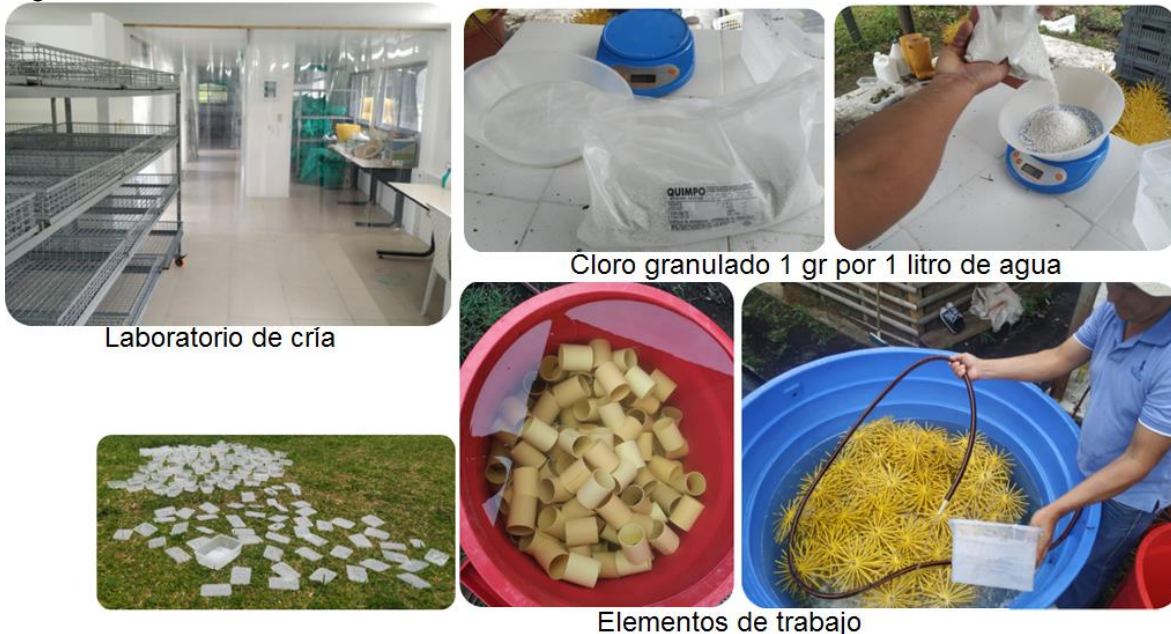 QUIMPO
Cloro granulado 1 gr por 1 litro de agua
Laboratorio de cría
Elementos de trabajo